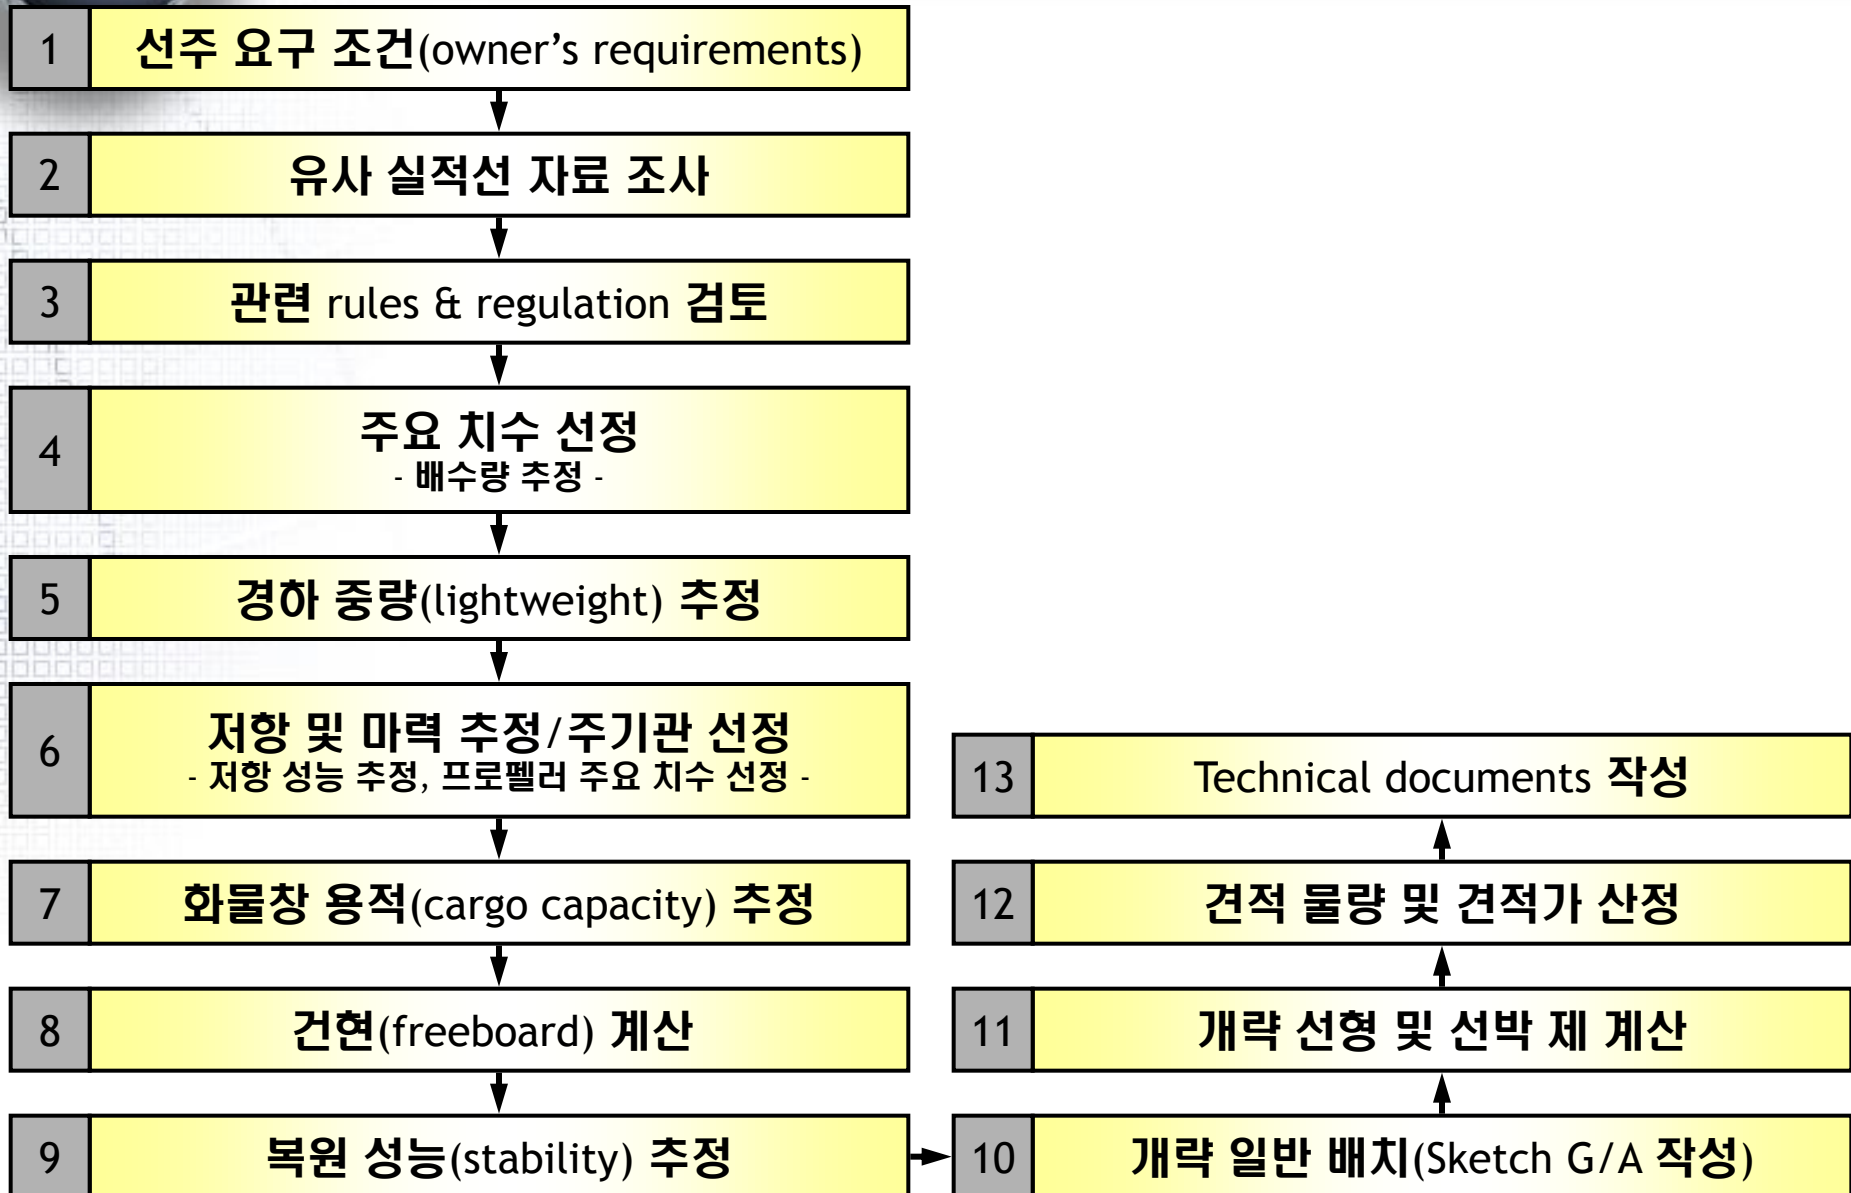 1 선주 요구 조건(owner’s requirements)
2 유사 실적선 자료 조사
3 관련 rules & regulation 검토
4 주요 치수 선정
- 배수량 추정 -
5 경하 중량(lightweight) 추정
6 저항 및 마력 추정/주기관 선정
- 저항 성능 추정, 프로펠러 주요 치수 선정 -
7 화물창 용적(cargo capacity) 추정
8 건현(freeboard) 계산
9 복원 성능(stability) 추정
10 개략 일반 배치(Sketch G/A 작성)
11 개략 선형 및 선박 제 계산
12 견적 물량 및 견적가 산정
13 Technical documents 작성